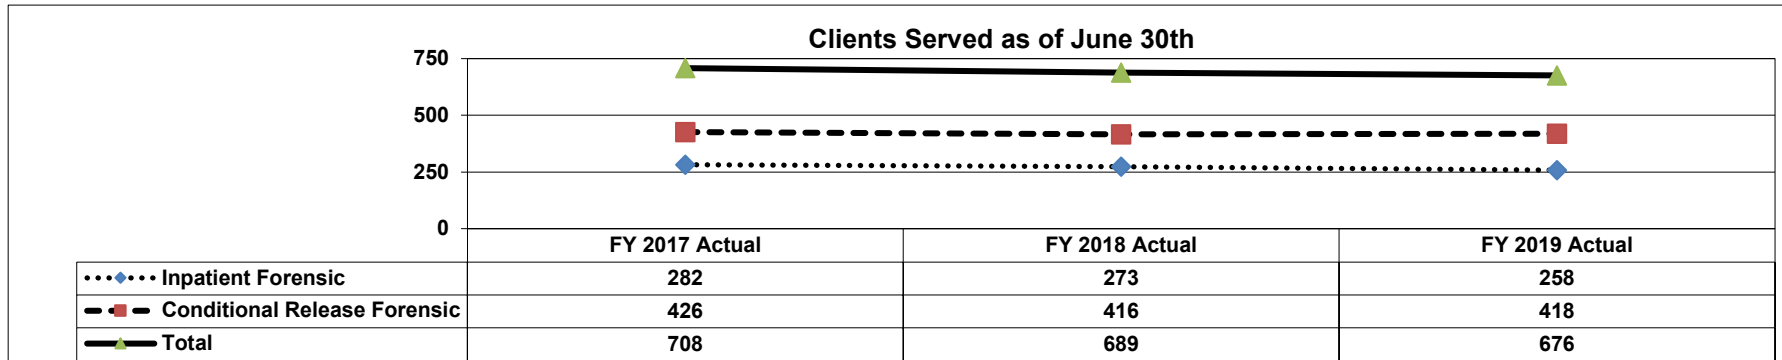 Clients Served as of June 30th
750
500
250
0
FY 2017 Actual FY 2018 Actual FY 2019 Actual
Inpatient Forensic 282 273 258
Conditional Release Forensic 426 416 418
Total 708 689 676